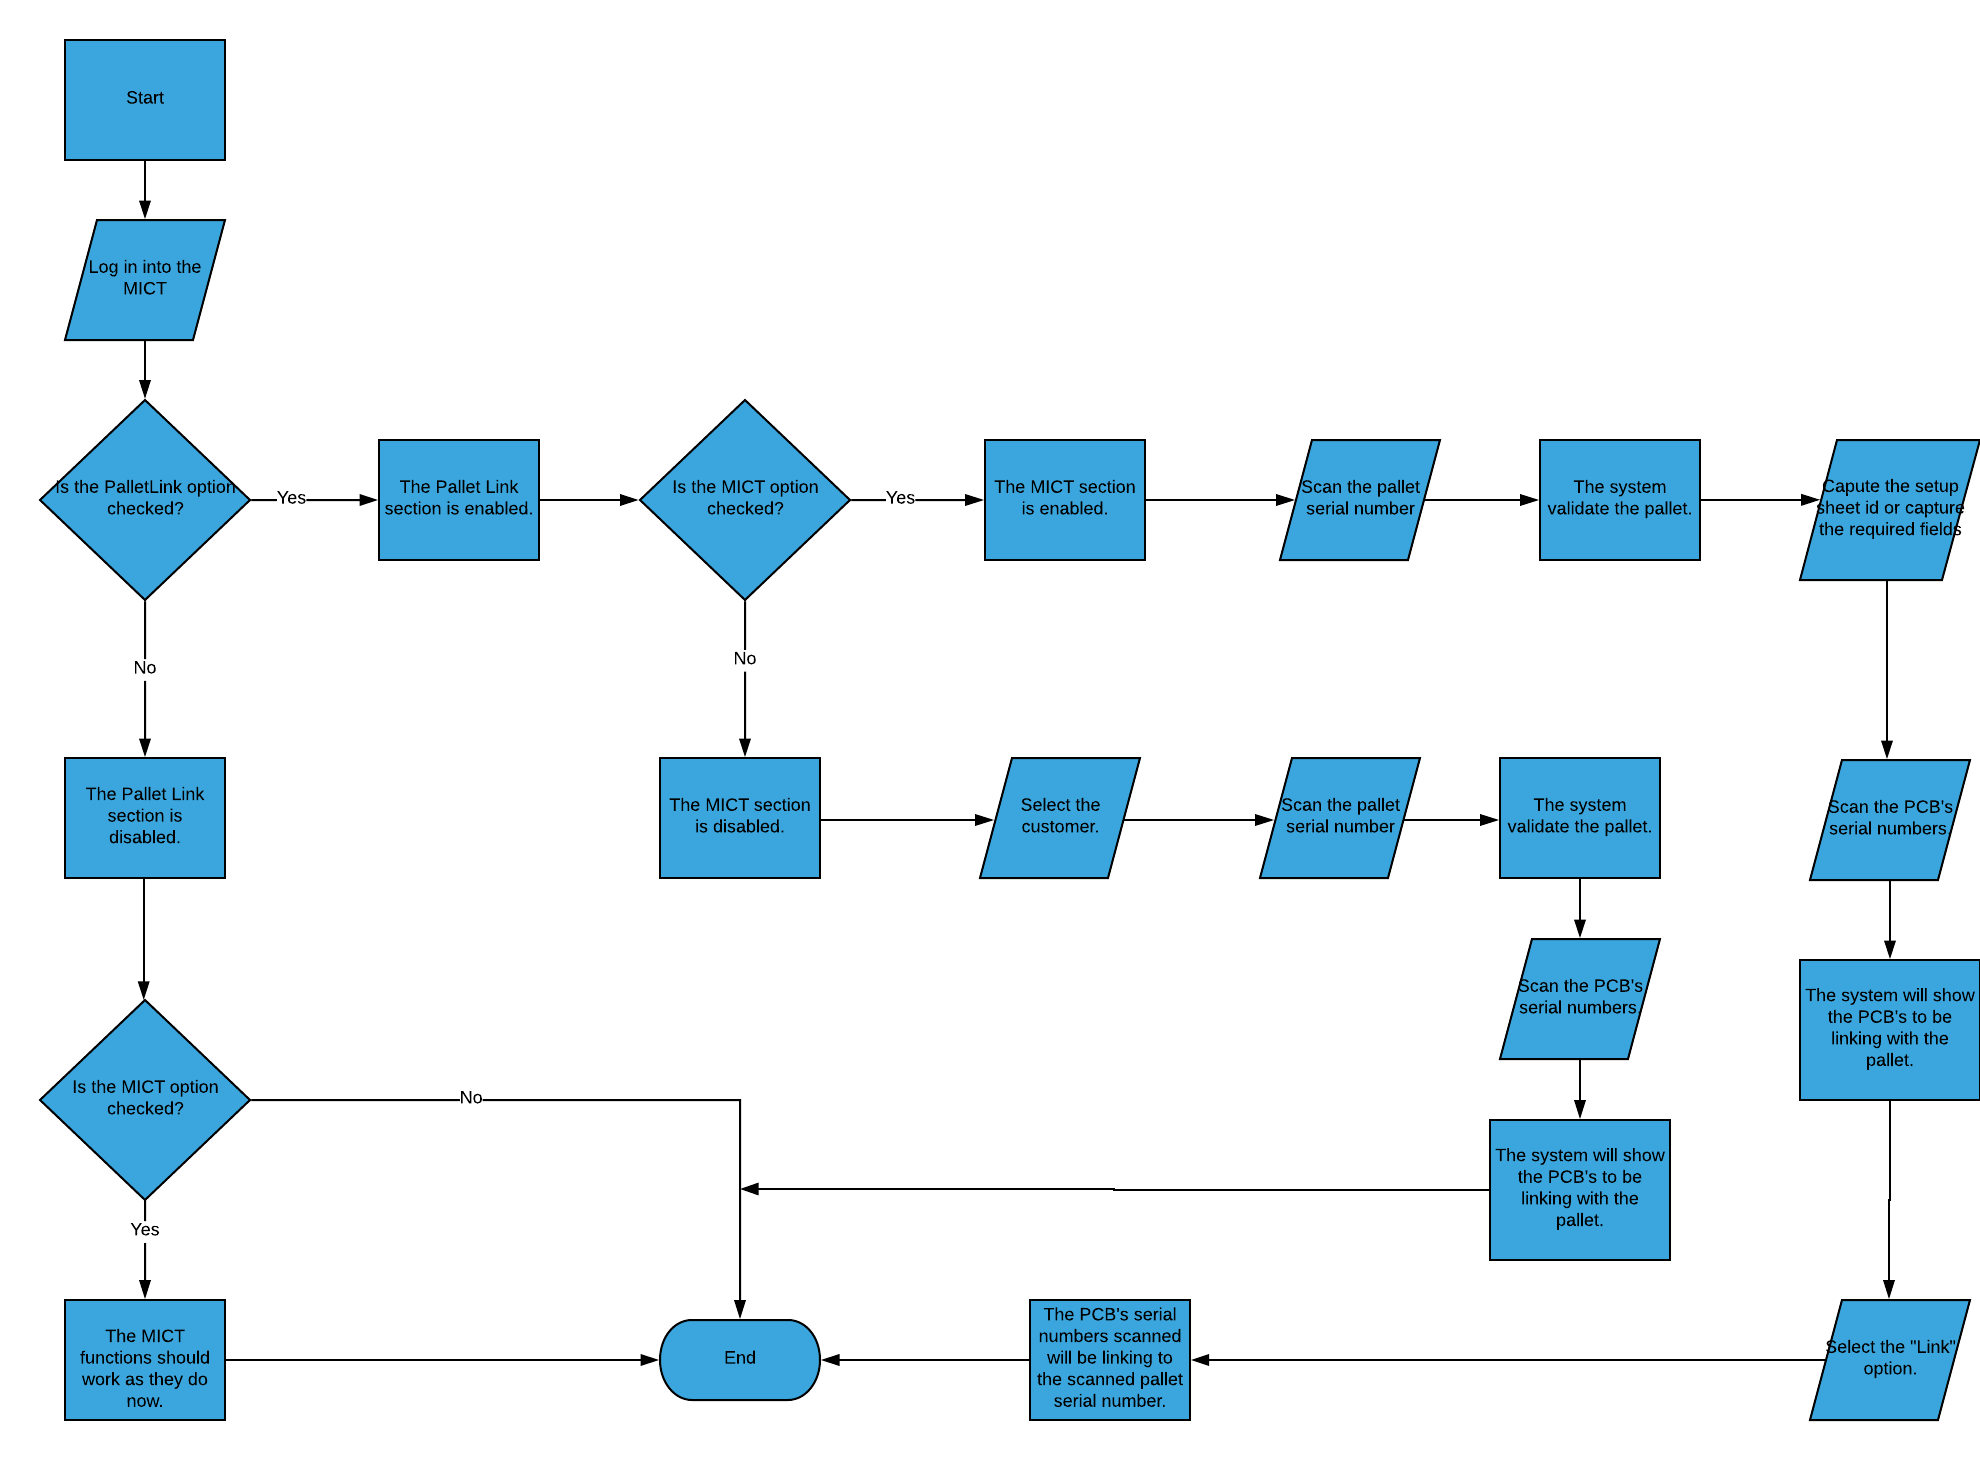 Start
Log in into the
MICT
Is the PalletLink option
checked?
Yes
The Pallet Link
section is enabled.
Is the MICT option
checked?
Yes
The MICT section
is enabled.
Scan the pallet
serial number
The system
validate the pallet.
Capute the setup
sheet id or capture
the required fields
No
No
The Pallet Link
section is
disabled.
The MICT section
is disabled.
Select the
customer.
Scan the pallet
serial number
The system
validate the pallet.
Scan the PCB's
serial numbers.
Scan the PCB's
serial numbers.
The system will show
the PCB's to be
linking with the
pallet.
Is the MICT option
checked?
No
The system will show
the PCB's to be
linking with the
pallet.
Yes
The MICT
functions should
work as they do
now.
End
The PCB's serial
numbers scanned
will be linking to
the scanned pallet
serial number.
Select the "Link"
option.